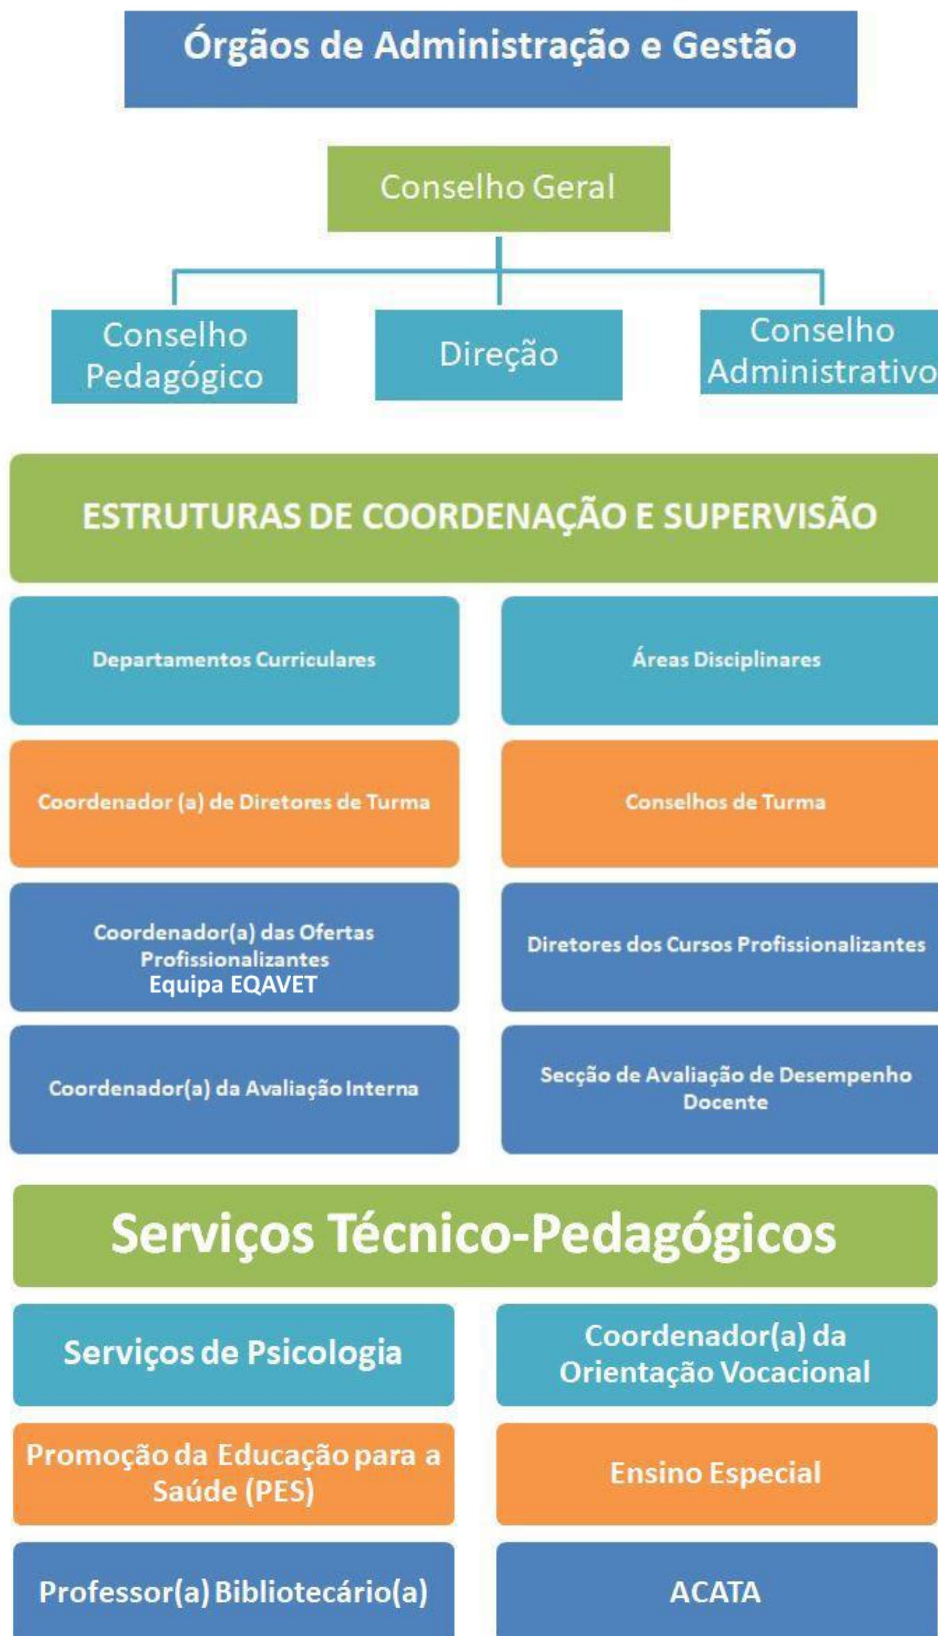 Órgãos de Administração e Gestão
Conselho Geral
Conselho
Pedagógico
Direção
Conselho
Administrativo
ESTRUTURAS DE COORDENAÇÃO E SUPERVISÃO
Departamentos Curriculares
Áreas Disciplinares
Coordenador (a) de Diretores de Turma
Conselhos de Turma
Coordenador(a) das Ofertas
Profissionalizantes
Equipa EQAVET
Diretores dos Cursos Profissionalizantes
Coordenador(a) da Avaliação Interna
Secção de Avaliação de Desempenho
Docente
Serviços Técnico-Pedagógicos
Serviços de Psicologia
Coordenador(a) da
Orientação Vocacional
Promoção da Educação para a
Saúde (PES)
Ensino Especial
Professor(a) Bibliotecário(a)
ACATA